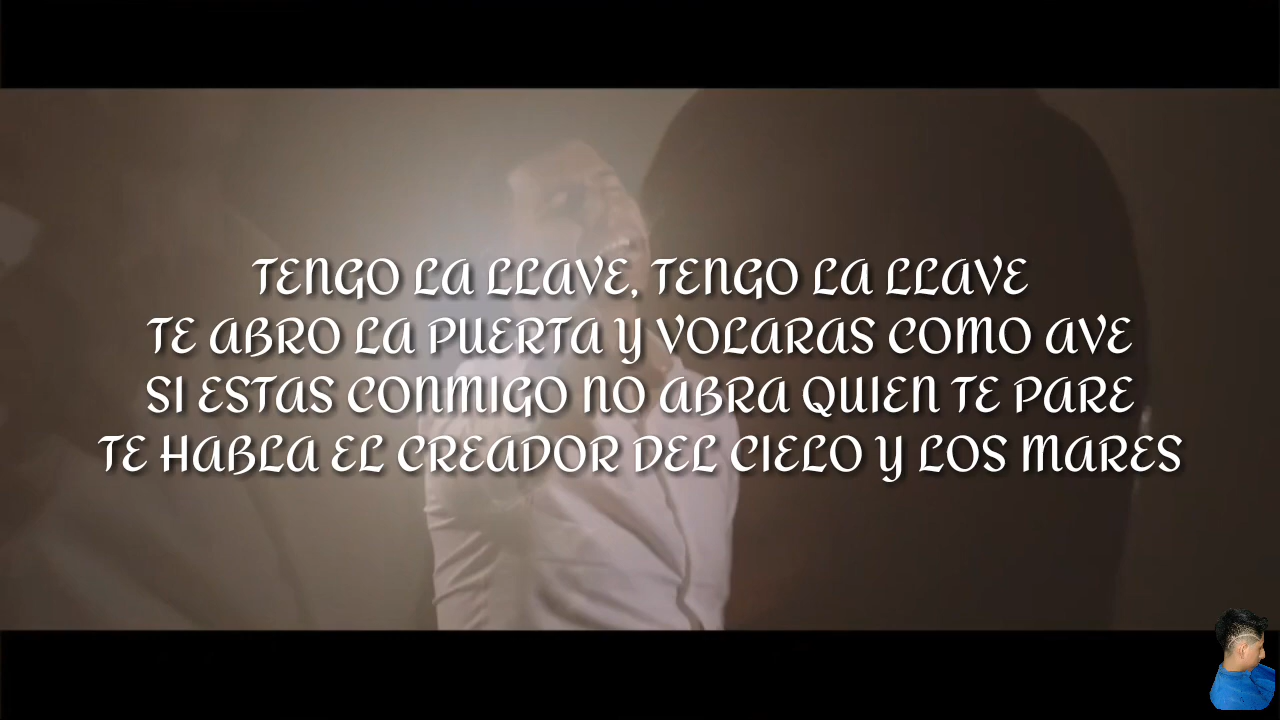 TENGO LA LLAVE, TENGO LA LLAVE
TE ABRO LA PUERTA Y VOLARAS COMO AVE
SI ESTAS CONMIGO NO ABRA QUIEN TE PARE
TE HABLA EL CREADOR DEL CIELO Y LOS MARES